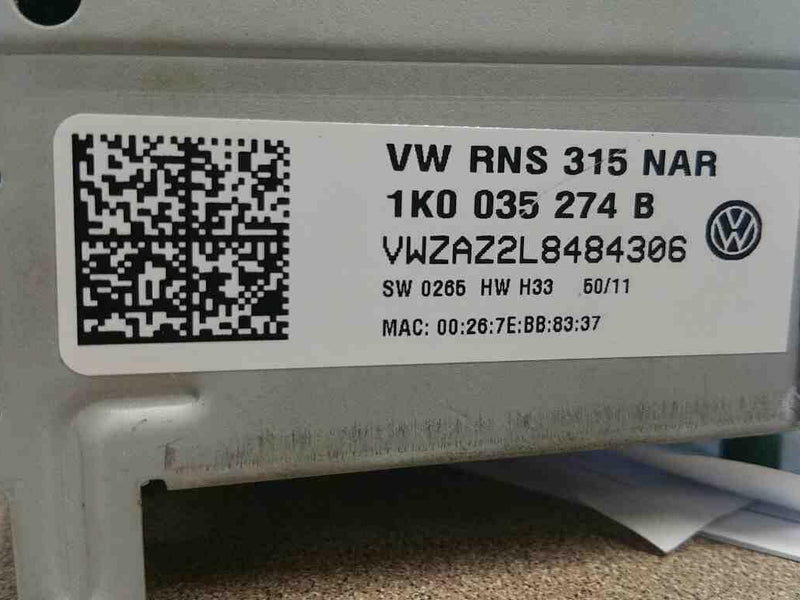 VW RNS 315 NAR
1K0 035 274 B
VWZAZ2L8484306
SW 0265 HW H33 50/11
MAC: 00:26:7E:BB:83:37